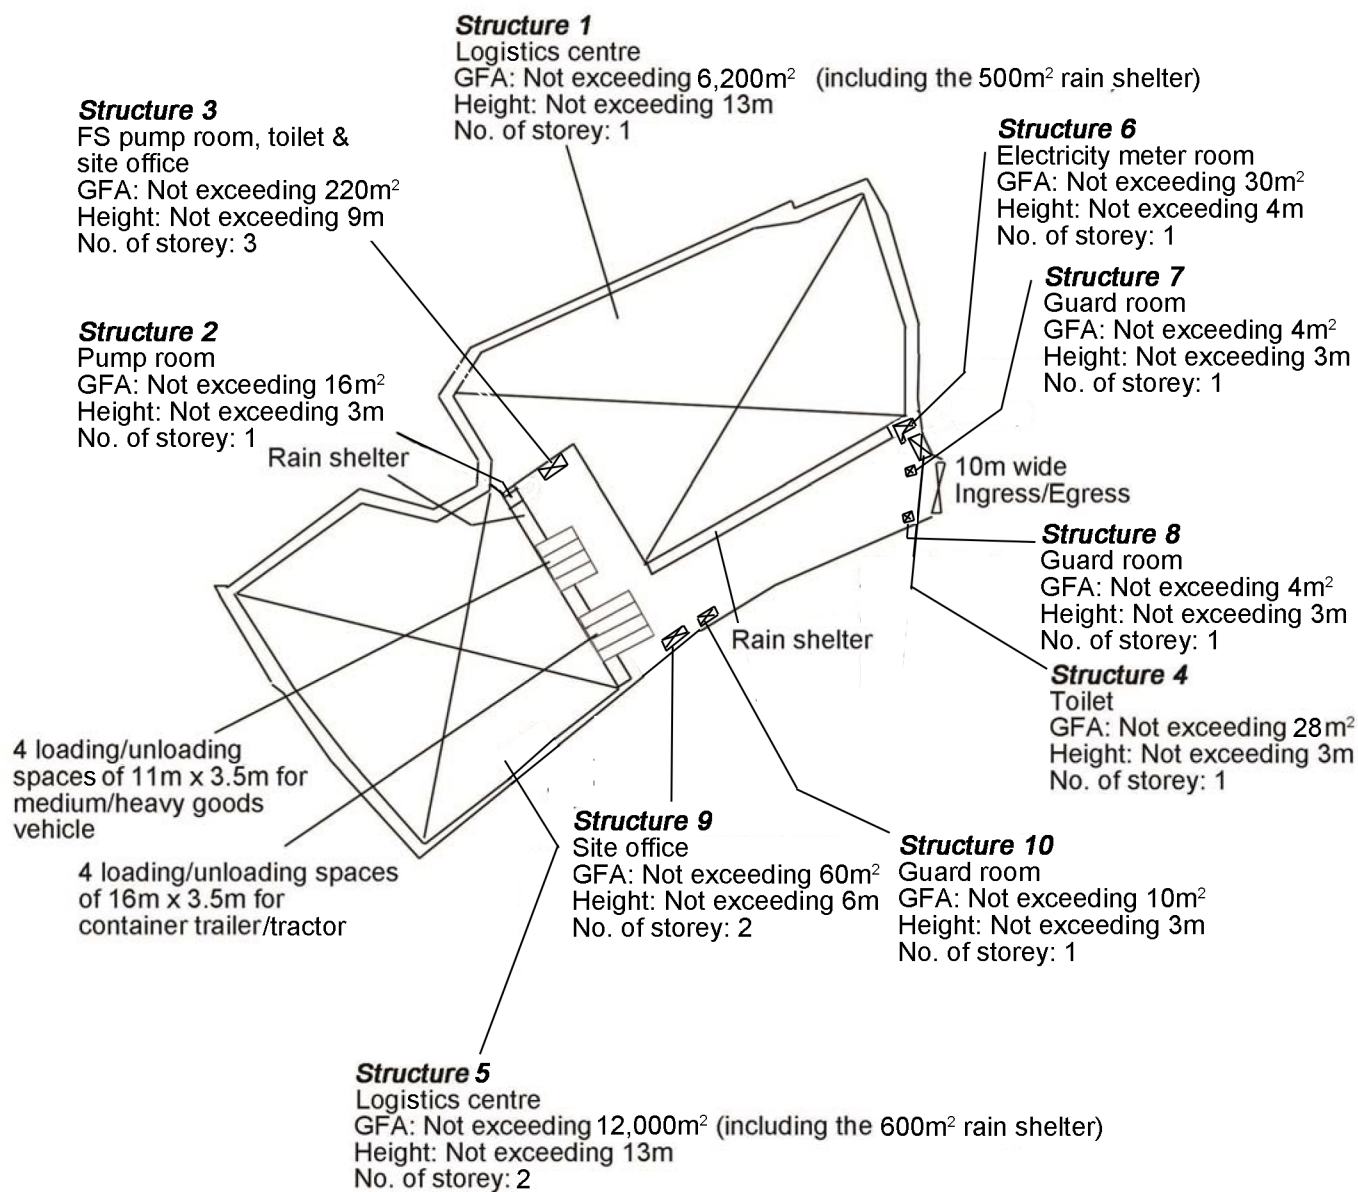 Structure 1
Logistics centre
GFA: Not exceeding 6,200m² (including the 500m² rain shelter)
Height: Not exceeding 13m
No. of storey: 1
Structure 3
FS pump room, toilet &
site office
GFA: Not exceeding 220m²
Height: Not exceeding 9m
No. of storey: 3
Structure 6
Electricity meter room
GFA: Not exceeding 30m²
Height: Not exceeding 4m
No. of storey: 1
Structure 7
Guard room
GFA: Not exceeding 4m²
Height: Not exceeding 3m
No. of storey: 1
Structure 2
Pump room
GFA: Not exceeding 16m²
Height: Not exceeding 3m
No. of storey: 1
Rain shelter
10m wide
Ingress/Egress
Structure 8
Guard room
GFA: Not exceeding 4m²
Height: Not exceeding 3m
No. of storey: 1
Rain shelter
Structure 4
Toilet
GFA: Not exceeding 28m²
Height: Not exceeding 3m
No. of storey: 1
4 loading/unloading
spaces of 11m x 3.5m for
medium/heavy goods
vehicle
4 loading/unloading spaces
of 16m x 3.5m for
container trailer/tractor
Structure 9
Site office
GFA: Not exceeding 60m²
Height: Not exceeding 6m
No. of storey: 2
Structure 10
Guard room
GFA: Not exceeding 10m²
Height: Not exceeding 3m
No. of storey: 1
Structure 5
Logistics centre
GFA: Not exceeding 12,000m² (including the 600m² rain shelter)
Height: Not exceeding 13m
No. of storey: 2